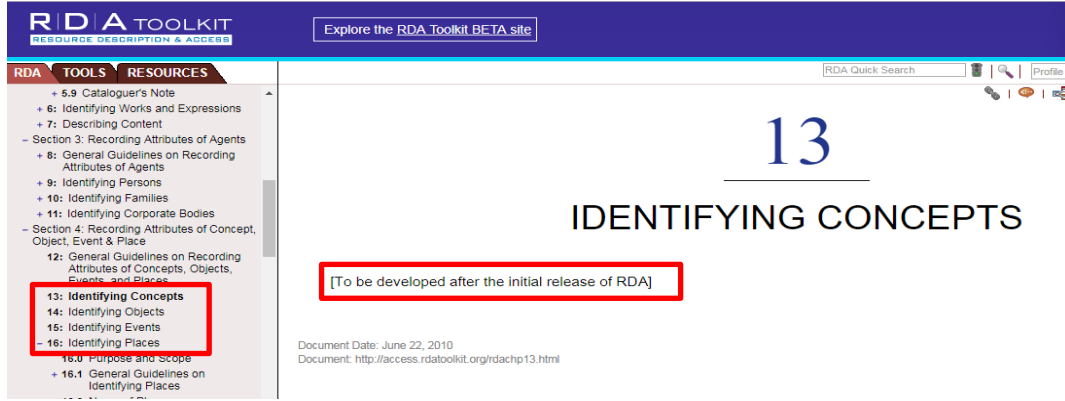 RDA TOOLKIT
RESOURCE DESCRIPTION & ACCESS
Explore the RDA Toolkit BETA site
RDA TOOLS RESOURCES
RDA Quick Search
Profile
+ 5.9 Cataloguer's Note
+ 6: Identifying Works and Expressions
+ 7: Describing Content
– Section 3: Recording Attributes of Agents
+ 8: General Guidelines on Recording
Attributes of Agents
+ 9: Identifying Persons
+ 10: Identifying Families
+ 11: Identifying Corporate Bodies
– Section 4: Recording Attributes of Concept,
Object, Event & Place
12: General Guidelines on Recording
Attributes of Concepts, Objects,
Events, and Places
13: Identifying Concepts
14: Identifying Objects
15: Identifying Events
– 16: Identifying Places
16.0 Purpose and Scope
+ 16.1 General Guidelines on
Identifying Places
13
IDENTIFYING CONCEPTS
[To be developed after the initial release of RDA]
Document Date: June 22, 2010
Document: http://access.rdatoolkit.org/rdachp13.html